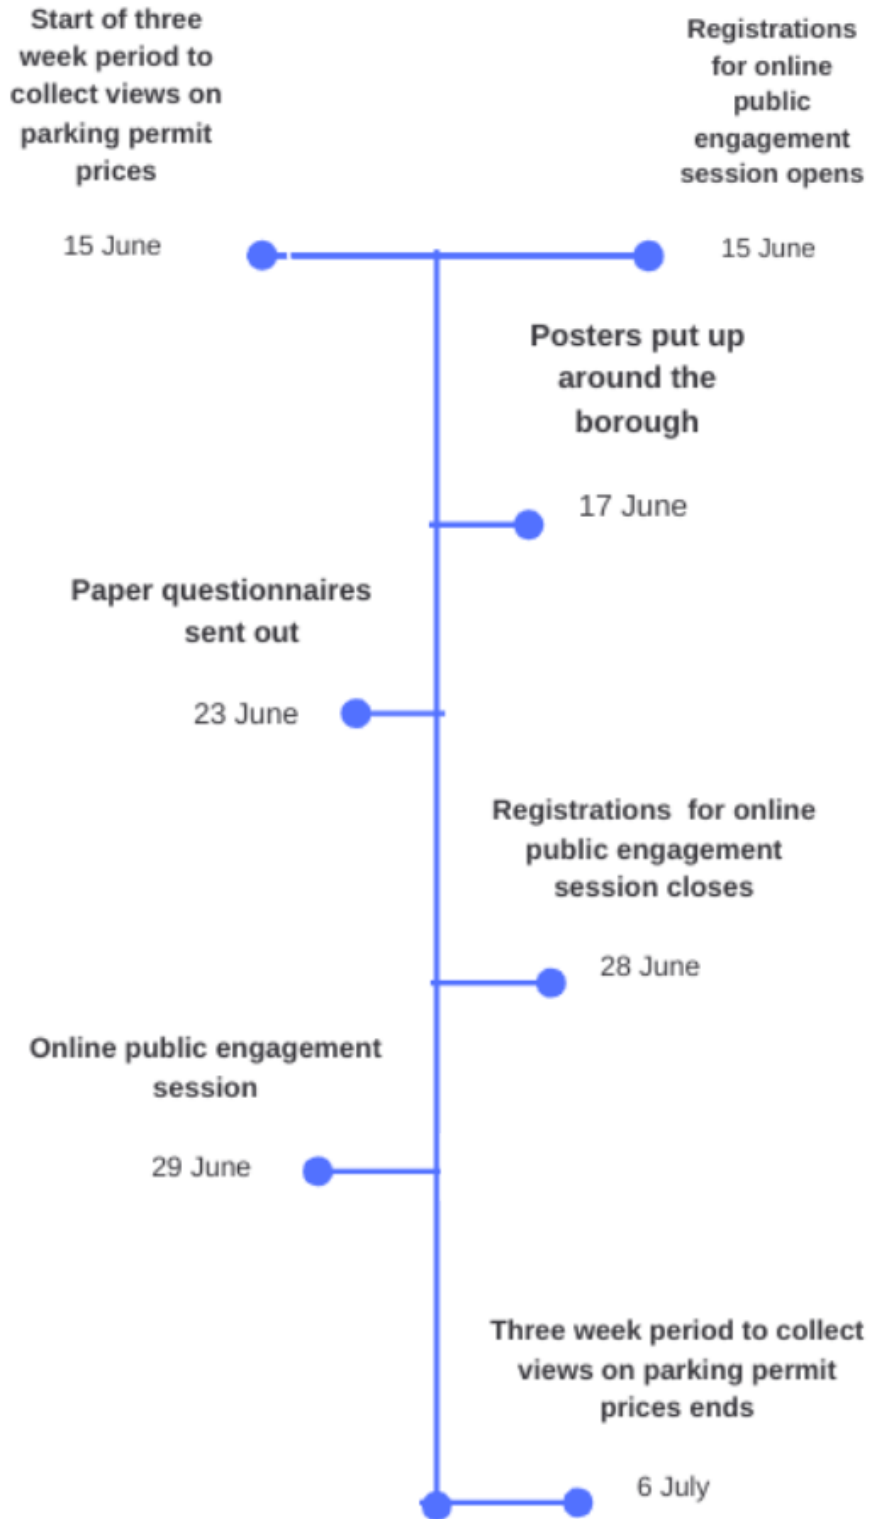 Start of three
week period to
collect views on
parking permit
prices
15 June
Registrations
for online
public
engagement
session opens
15 June
Posters put up
around the
borough
17 June
Paper questionnaires
sent out
23 June
Registrations  for online
public engagement
session closes
28 June
Online public engagement
session
29 June
Three week period to collect
views on parking permit
prices ends
6 July